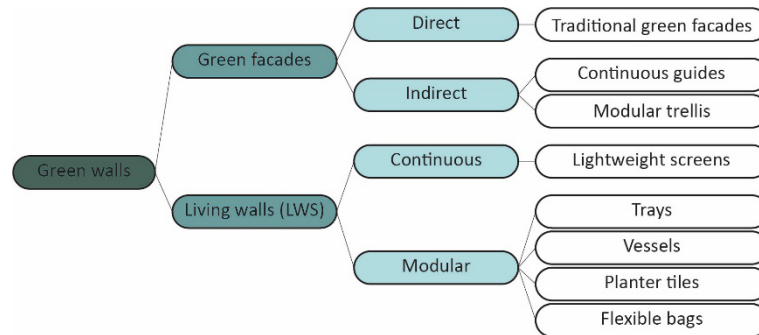 Green walls
Green facades
Direct
Traditional green facades
Indirect
Continuous guides
Modular trellis
Living walls (LWS)
Continuous
Lightweight screens
Modular
Trays
Vessels
Planter tiles
Flexible bags